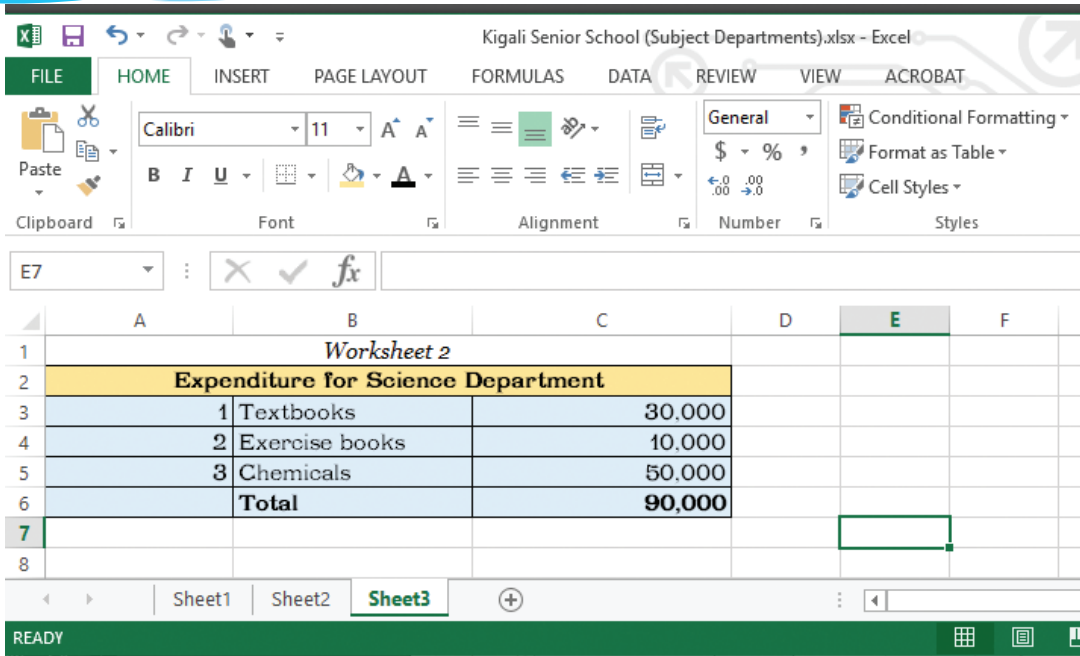 Kigali Senior School (Subject Departments).xlsx - Excel
FILE HOME INSERT PAGE LAYOUT FORMULAS DATA REVIEW VIEW ACROBAT
Calibri 11 General Conditional Formatting
Paste B I U $ % , Format as Table
Cell Styles
Clipboard Font Alignment Number Styles
E7 fx
A B C D E F
1 Worksheet 2
2 Expenditure for Science Department
3 1 Textbooks 30,000
4 2 Exercise books 10,000
5 3 Chemicals 50,000
6 Total 90,000
7
8
Sheet1 Sheet2 Sheet3
READY